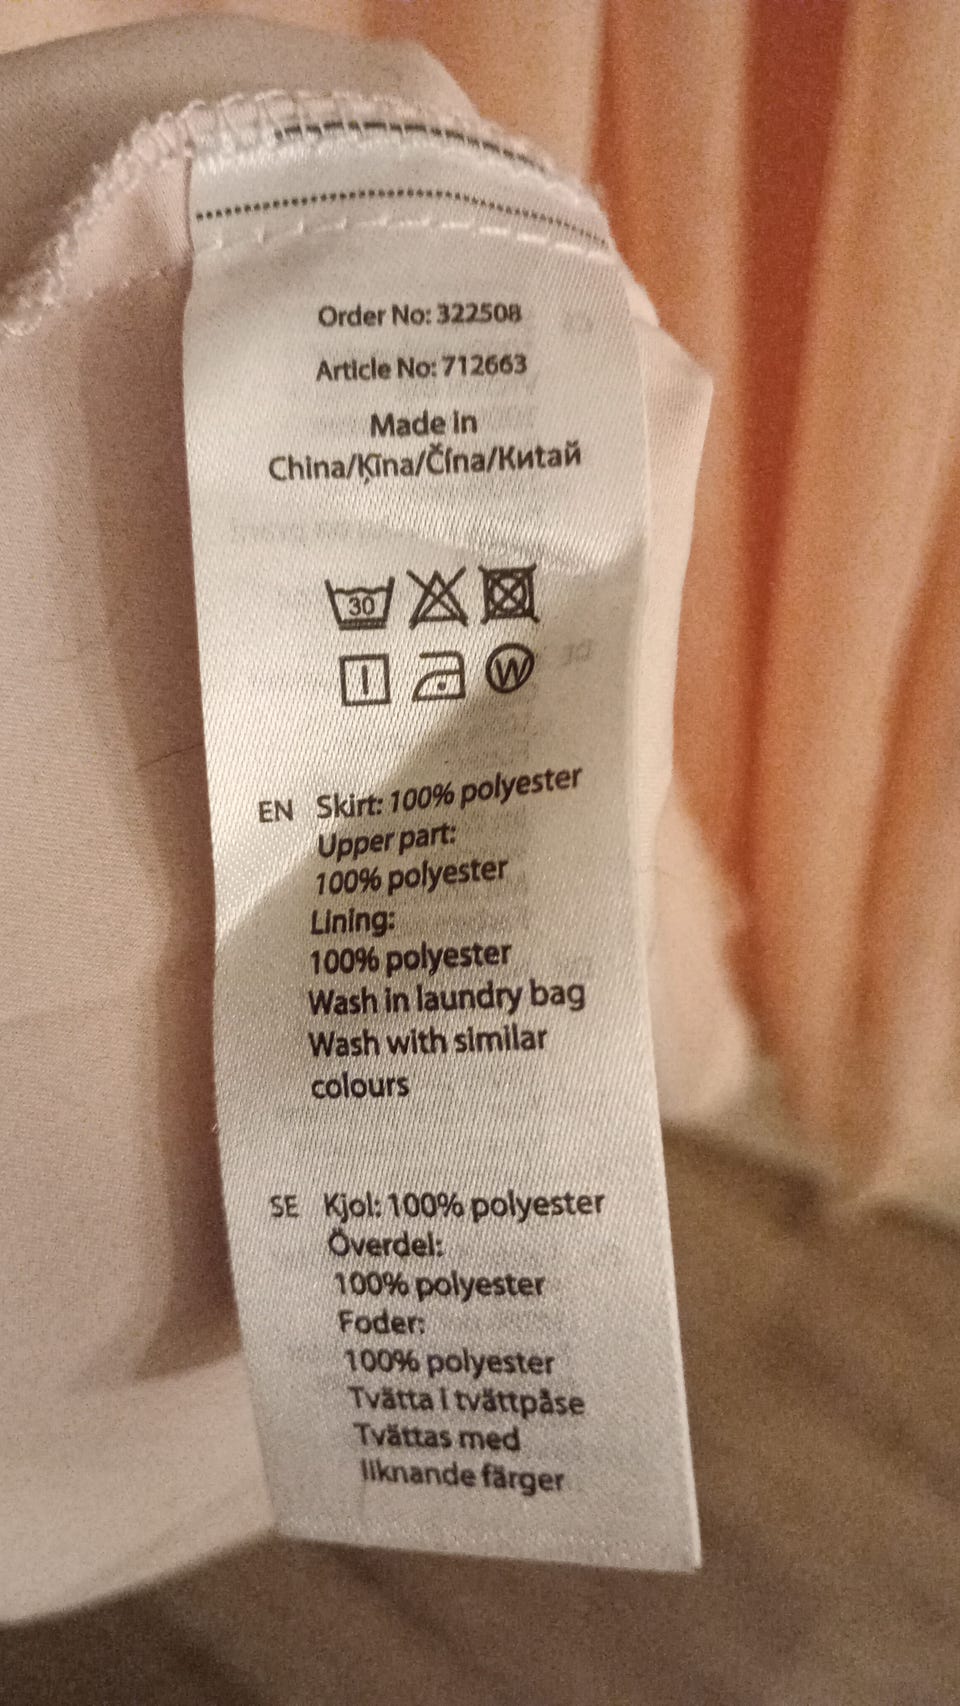 Order No: 322508
Article No: 712663
Made in
China/Ķīna/Čína/Китай
30
W
EN Skirt: 100% polyester
Upper part:
100% polyester
Lining:
100% polyester
Wash in laundry bag
Wash with similar
colours
SE Kjol: 100% polyester
Överdel:
100% polyester
Foder:
100% polyester
Tvätta i tvättpåse
Tvättas med
liknande färger